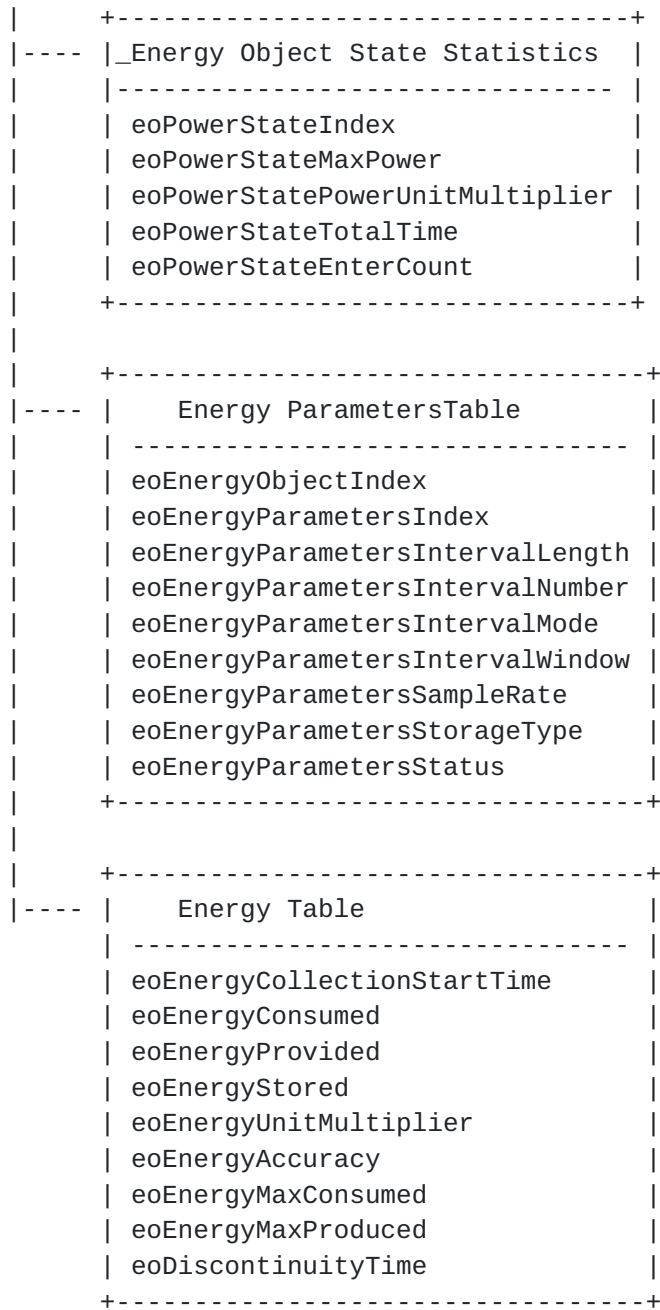 |     +---------------------------------+
|---- |_Energy Object State Statistics  |
|     |-------------------------------- |
|     | eoPowerStateIndex               |
|     | eoPowerStateMaxPower            |
|     | eoPowerStatePowerUnitMultiplier |
|     | eoPowerStateTotalTime           |
|     | eoPowerStateEnterCount          |
|     +---------------------------------+
|
|     +----------------------------------+
|---- |    Energy ParametersTable        |
|     | -------------------------------- |
|     | eoEnergyObjectIndex              |
|     | eoEnergyParametersIndex          |
|     | eoEnergyParametersIntervalLength |
|     | eoEnergyParametersIntervalNumber |
|     | eoEnergyParametersIntervalMode   |
|     | eoEnergyParametersIntervalWindow |
|     | eoEnergyParametersSampleRate     |
|     | eoEnergyParametersStorageType    |
|     | eoEnergyParametersStatus         |
|     +----------------------------------+
|
|     +----------------------------------+
|---- |    Energy Table                  |
      | -------------------------------- |
      | eoEnergyCollectionStartTime      |
      | eoEnergyConsumed                 |
      | eoEnergyProvided                 |
      | eoEnergyStored                   |
      | eoEnergyUnitMultiplier           |
      | eoEnergyAccuracy                 |
      | eoEnergyMaxConsumed              |
      | eoEnergyMaxProduced              |
      | eoDiscontinuityTime              |
      +----------------------------------+